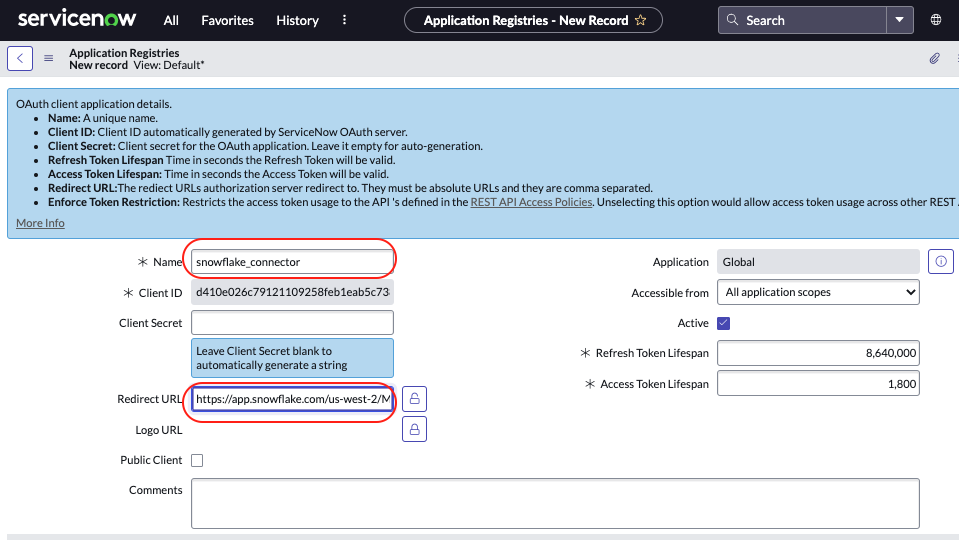 servicenow All Favorites History Application Registries - New Record Search
Application Registries
New record View: Default*
OAuth client application details.
Name: A unique name.
Client ID: Client ID automatically generated by ServiceNow OAuth server.
Client Secret: Client secret for the OAuth application. Leave it empty for auto-generation.
Refresh Token Lifespan Time in seconds the Refresh Token will be valid.
Access Token Lifespan: Time in seconds the Access Token will be valid.
Redirect URL:The rediect URLs authorization server redirect to. They must be absolute URLs and they are comma separated.
Enforce Token Restriction: Restricts the access token usage to the API 's defined in the REST API Access Policies. Unselecting this option would allow access token usage across other REST
More Info
Name snowflake_connector Application Global
Client ID d410e026c79121109258feb1eab5c73 Accessible from All application scopes
Client Secret Active
Leave Client Secret blank to
automatically generate a string
Refresh Token Lifespan 8,640,000
Access Token Lifespan 1,800
Redirect URL https://app.snowflake.com/us-west-2/M
Logo URL
Public Client
Comments